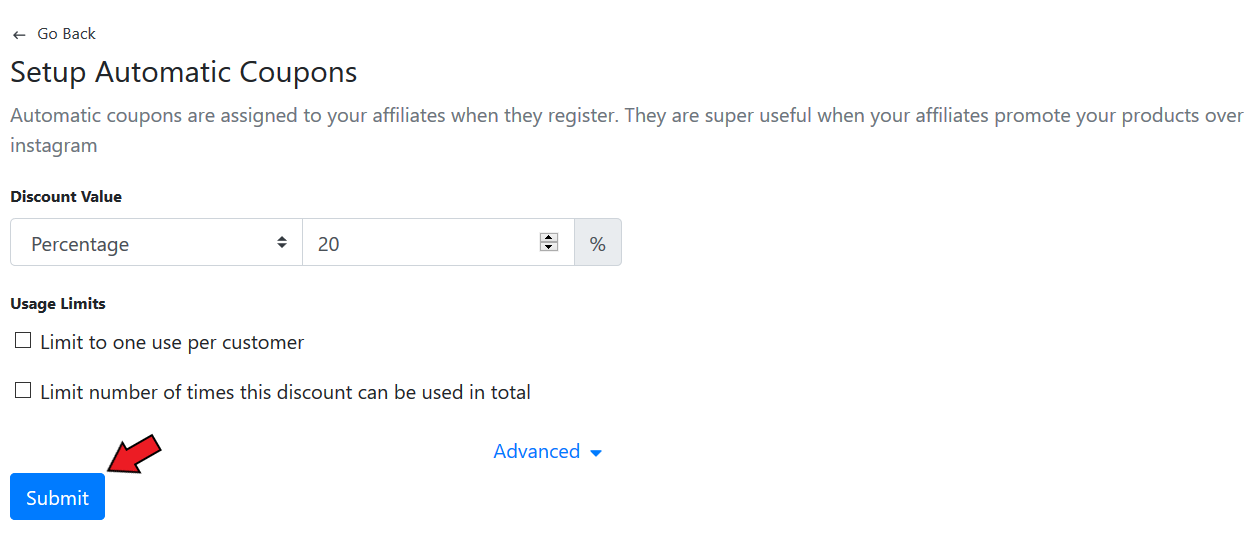 ← Go Back
Setup Automatic Coupons
Automatic coupons are assigned to your affiliates when they register. They are super useful when your affiliates promote your products over
instagram
Discount Value
Percentage 20 %
Usage Limits
Limit to one use per customer
Limit number of times this discount can be used in total
Advanced
Submit